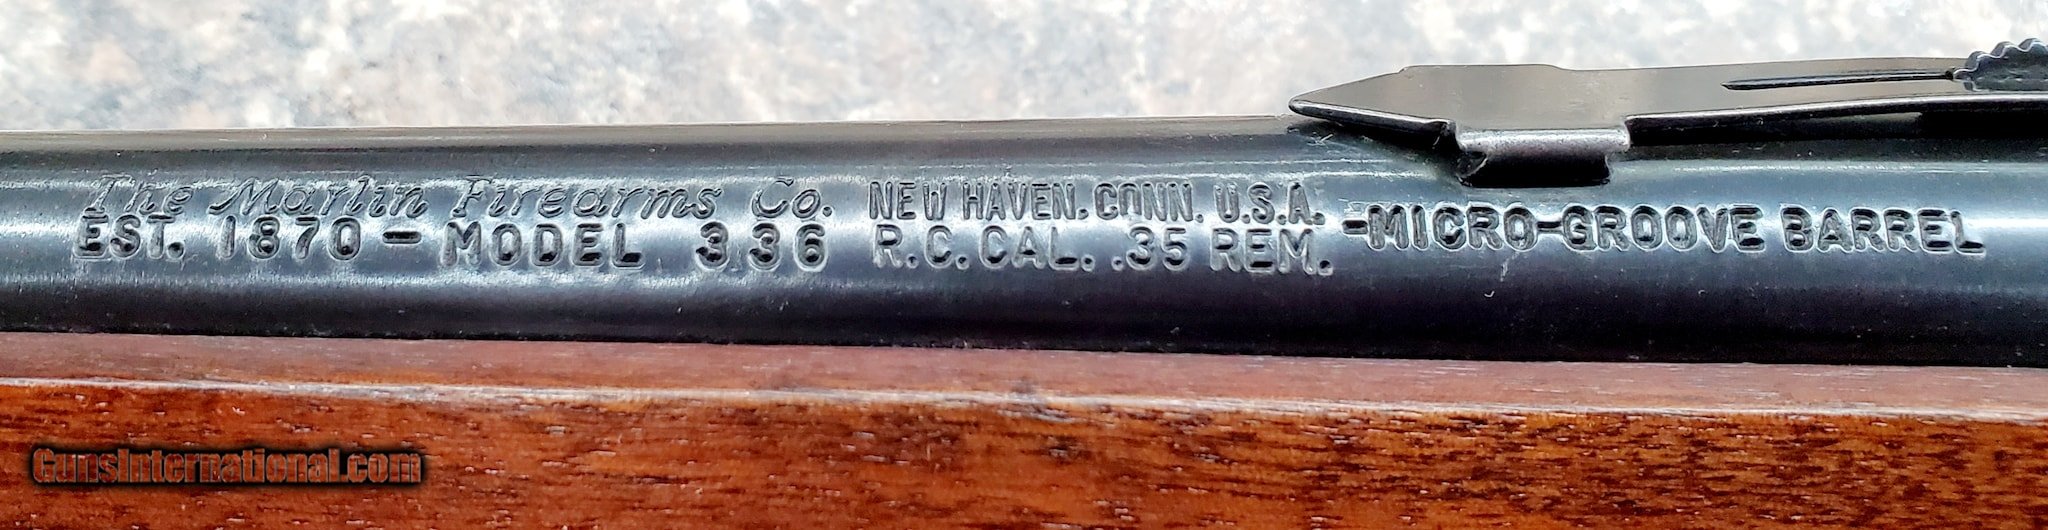 The Marlin Firearms Co. NEW HAVEN. CONN. U.S.A.
EST. 1870 - MODEL 336 R.C. CAL. .35 REM. -MICRO-GROOVE BARREL
GunsInternational.com